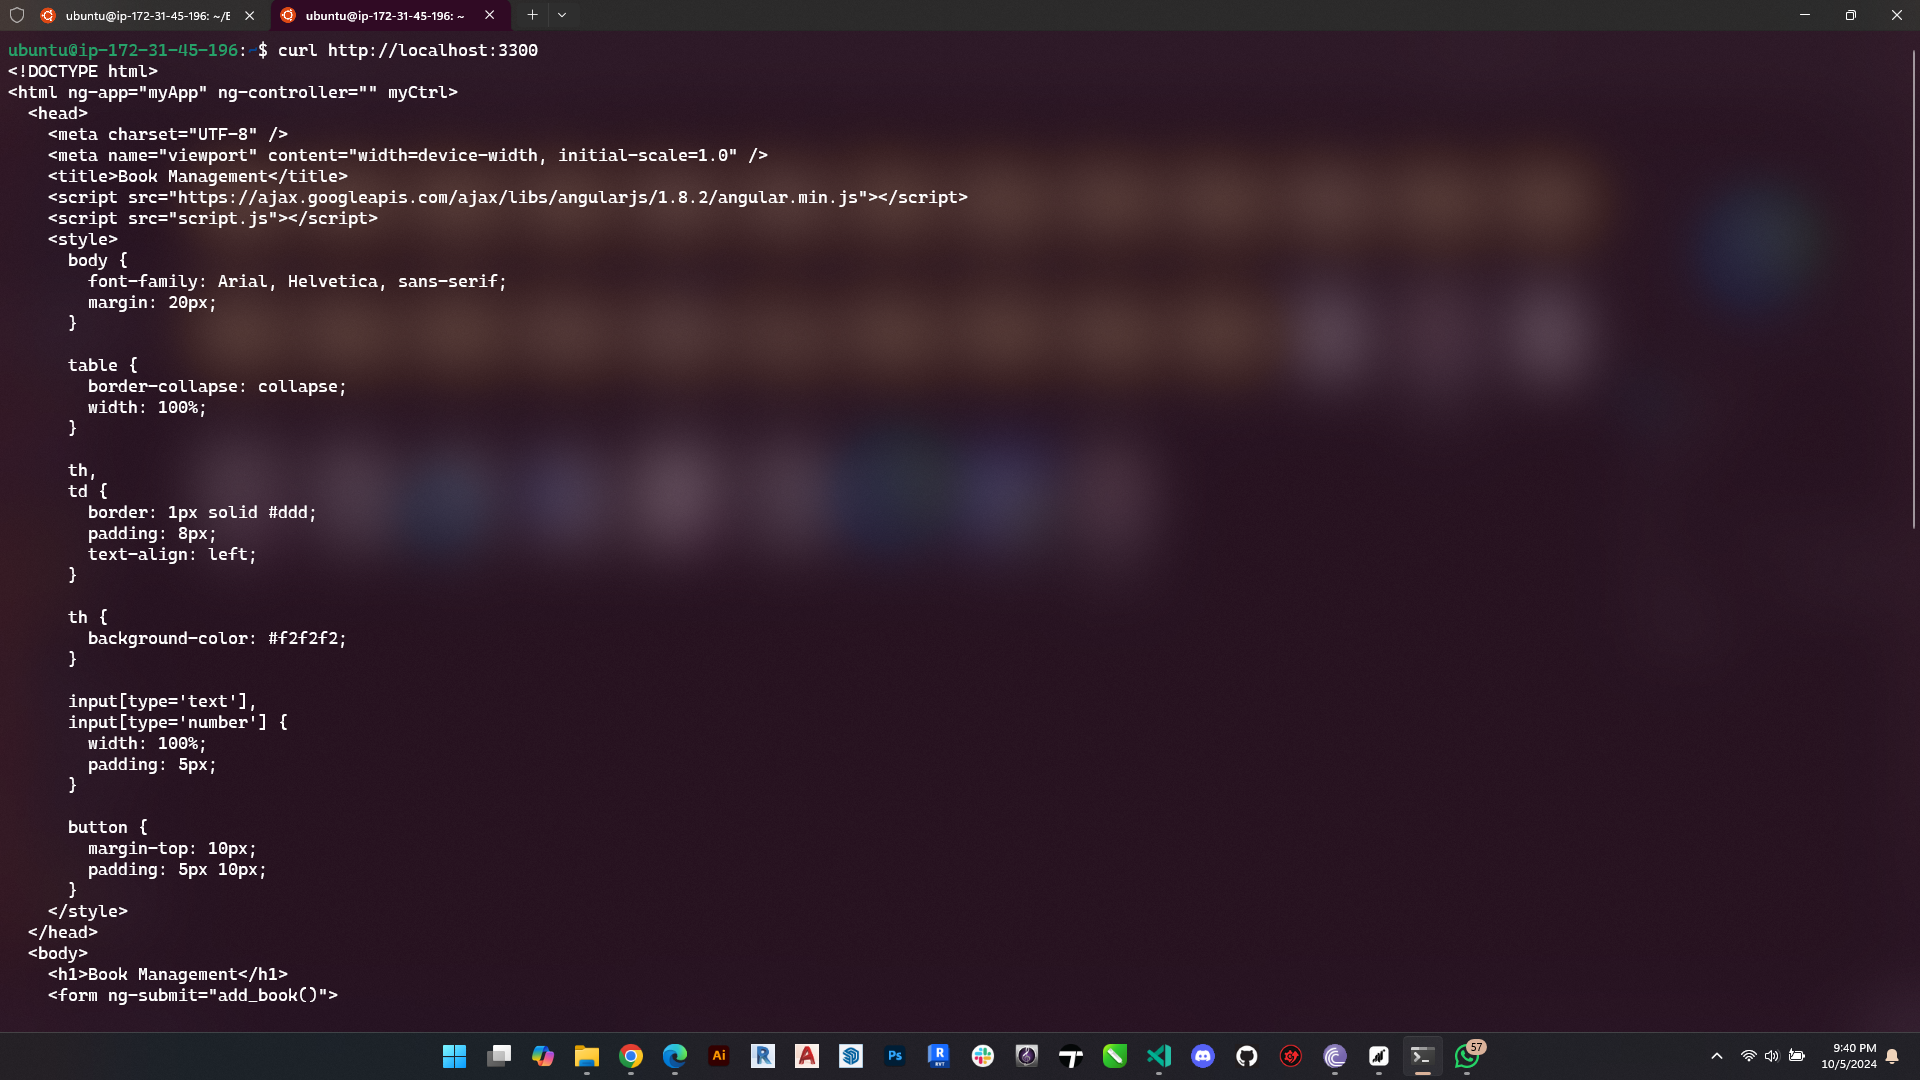 ubuntu@ip-172-31-45-196: ~/E
ubuntu@ip-172-31-45-196: ~
ubuntu@ip-172-31-45-196:~$ curl http://localhost:3300
<!DOCTYPE html>
<html ng-app="myApp" ng-controller="" myCtrl>
  <head>
    <meta charset="UTF-8" />
    <meta name="viewport" content="width=device-width, initial-scale=1.0" />
    <title>Book Management</title>
    <script src="https://ajax.googleapis.com/ajax/libs/angularjs/1.8.2/angular.min.js"></script>
    <script src="script.js"></script>
    <style>
      body {
        font-family: Arial, Helvetica, sans-serif;
        margin: 20px;
      }

      table {
        border-collapse: collapse;
        width: 100%;
      }

      th,
      td {
        border: 1px solid #ddd;
        padding: 8px;
        text-align: left;
      }

      th {
        background-color: #f2f2f2;
      }

      input[type='text'],
      input[type='number'] {
        width: 100%;
        padding: 5px;
      }

      button {
        margin-top: 10px;
        padding: 5px 10px;
      }
    </style>
  </head>
  <body>
    <h1>Book Management</h1>
    <form ng-submit="add_book()">
Ai
R
A
Ps
R
RVT
57
9:40 PM
10/5/2024